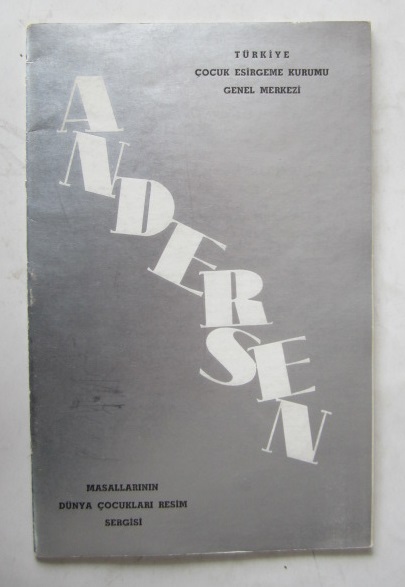 TÜRKİYE
ÇOCUK ESİRGEME KURUMU
GENEL MERKEZİ
ANDERSEN
MASALLARININ
DÜNYA ÇOCUKLARI RESİM
SERGİSİ